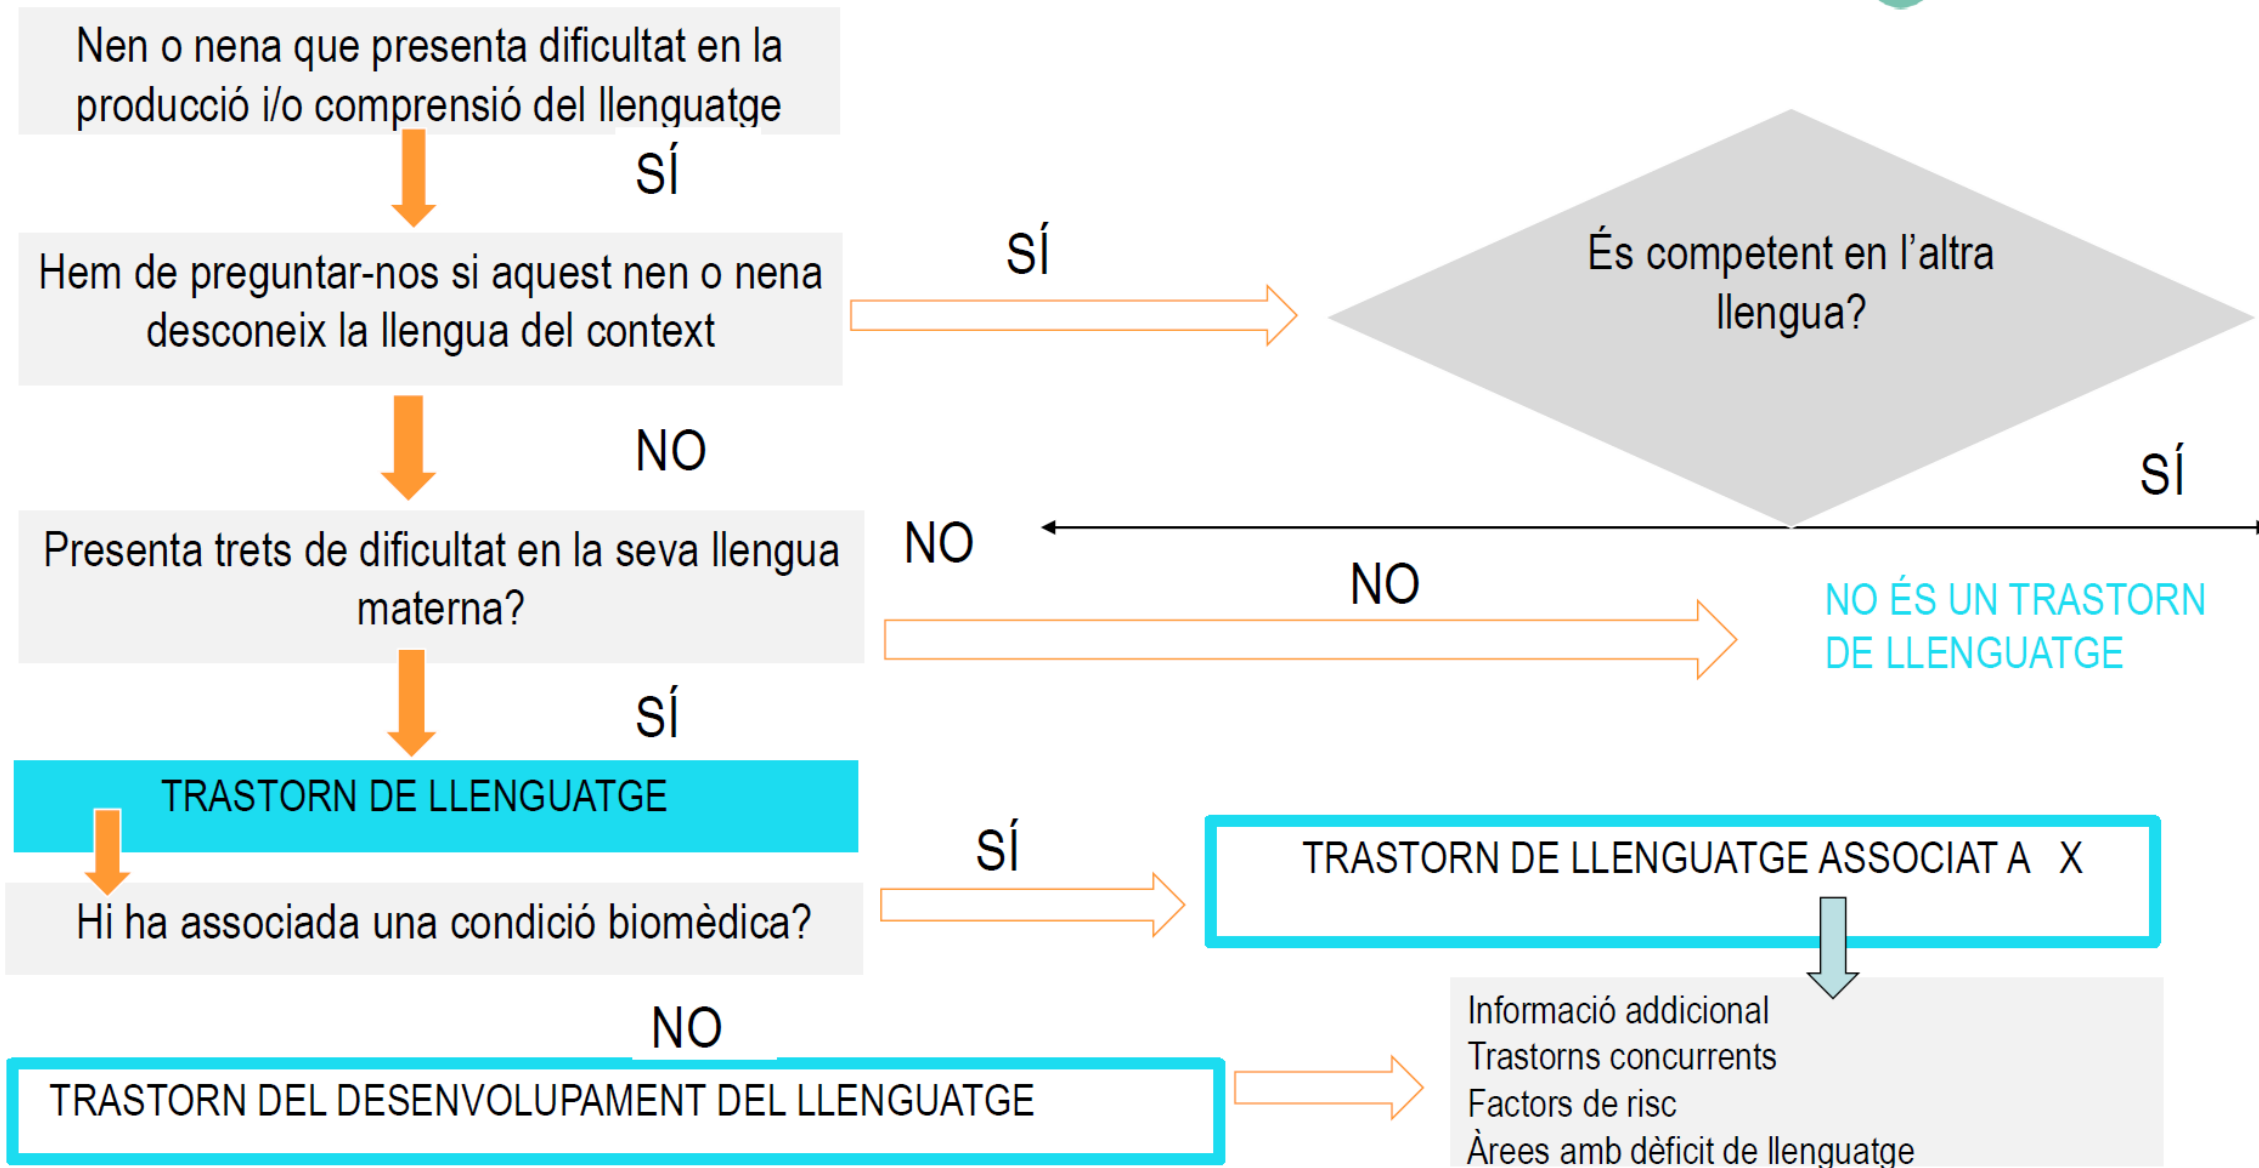 Nen o nena que presenta dificultat en la
producció i/o comprensió del llenguatge
SÍ
Hem de preguntar-nos si aquest nen o nena
desconeix la llengua del context
SÍ
És competent en l’altra
llengua?
NO
SÍ
Presenta trets de dificultat en la seva llengua
materna?
NO
NO
NO ÉS UN TRASTORN
DE LLENGUATGE
SÍ
TRASTORN DE LLENGUATGE
Hi ha associada una condició biomèdica?
SÍ
TRASTORN DE LLENGUATGE ASSOCIAT A X
NO
TRASTORN DEL DESENVOLUPAMENT DEL LLENGUATGE
Informació addicional
Trastorns concurrents
Factors de risc
Àrees amb dèficit de llenguatge